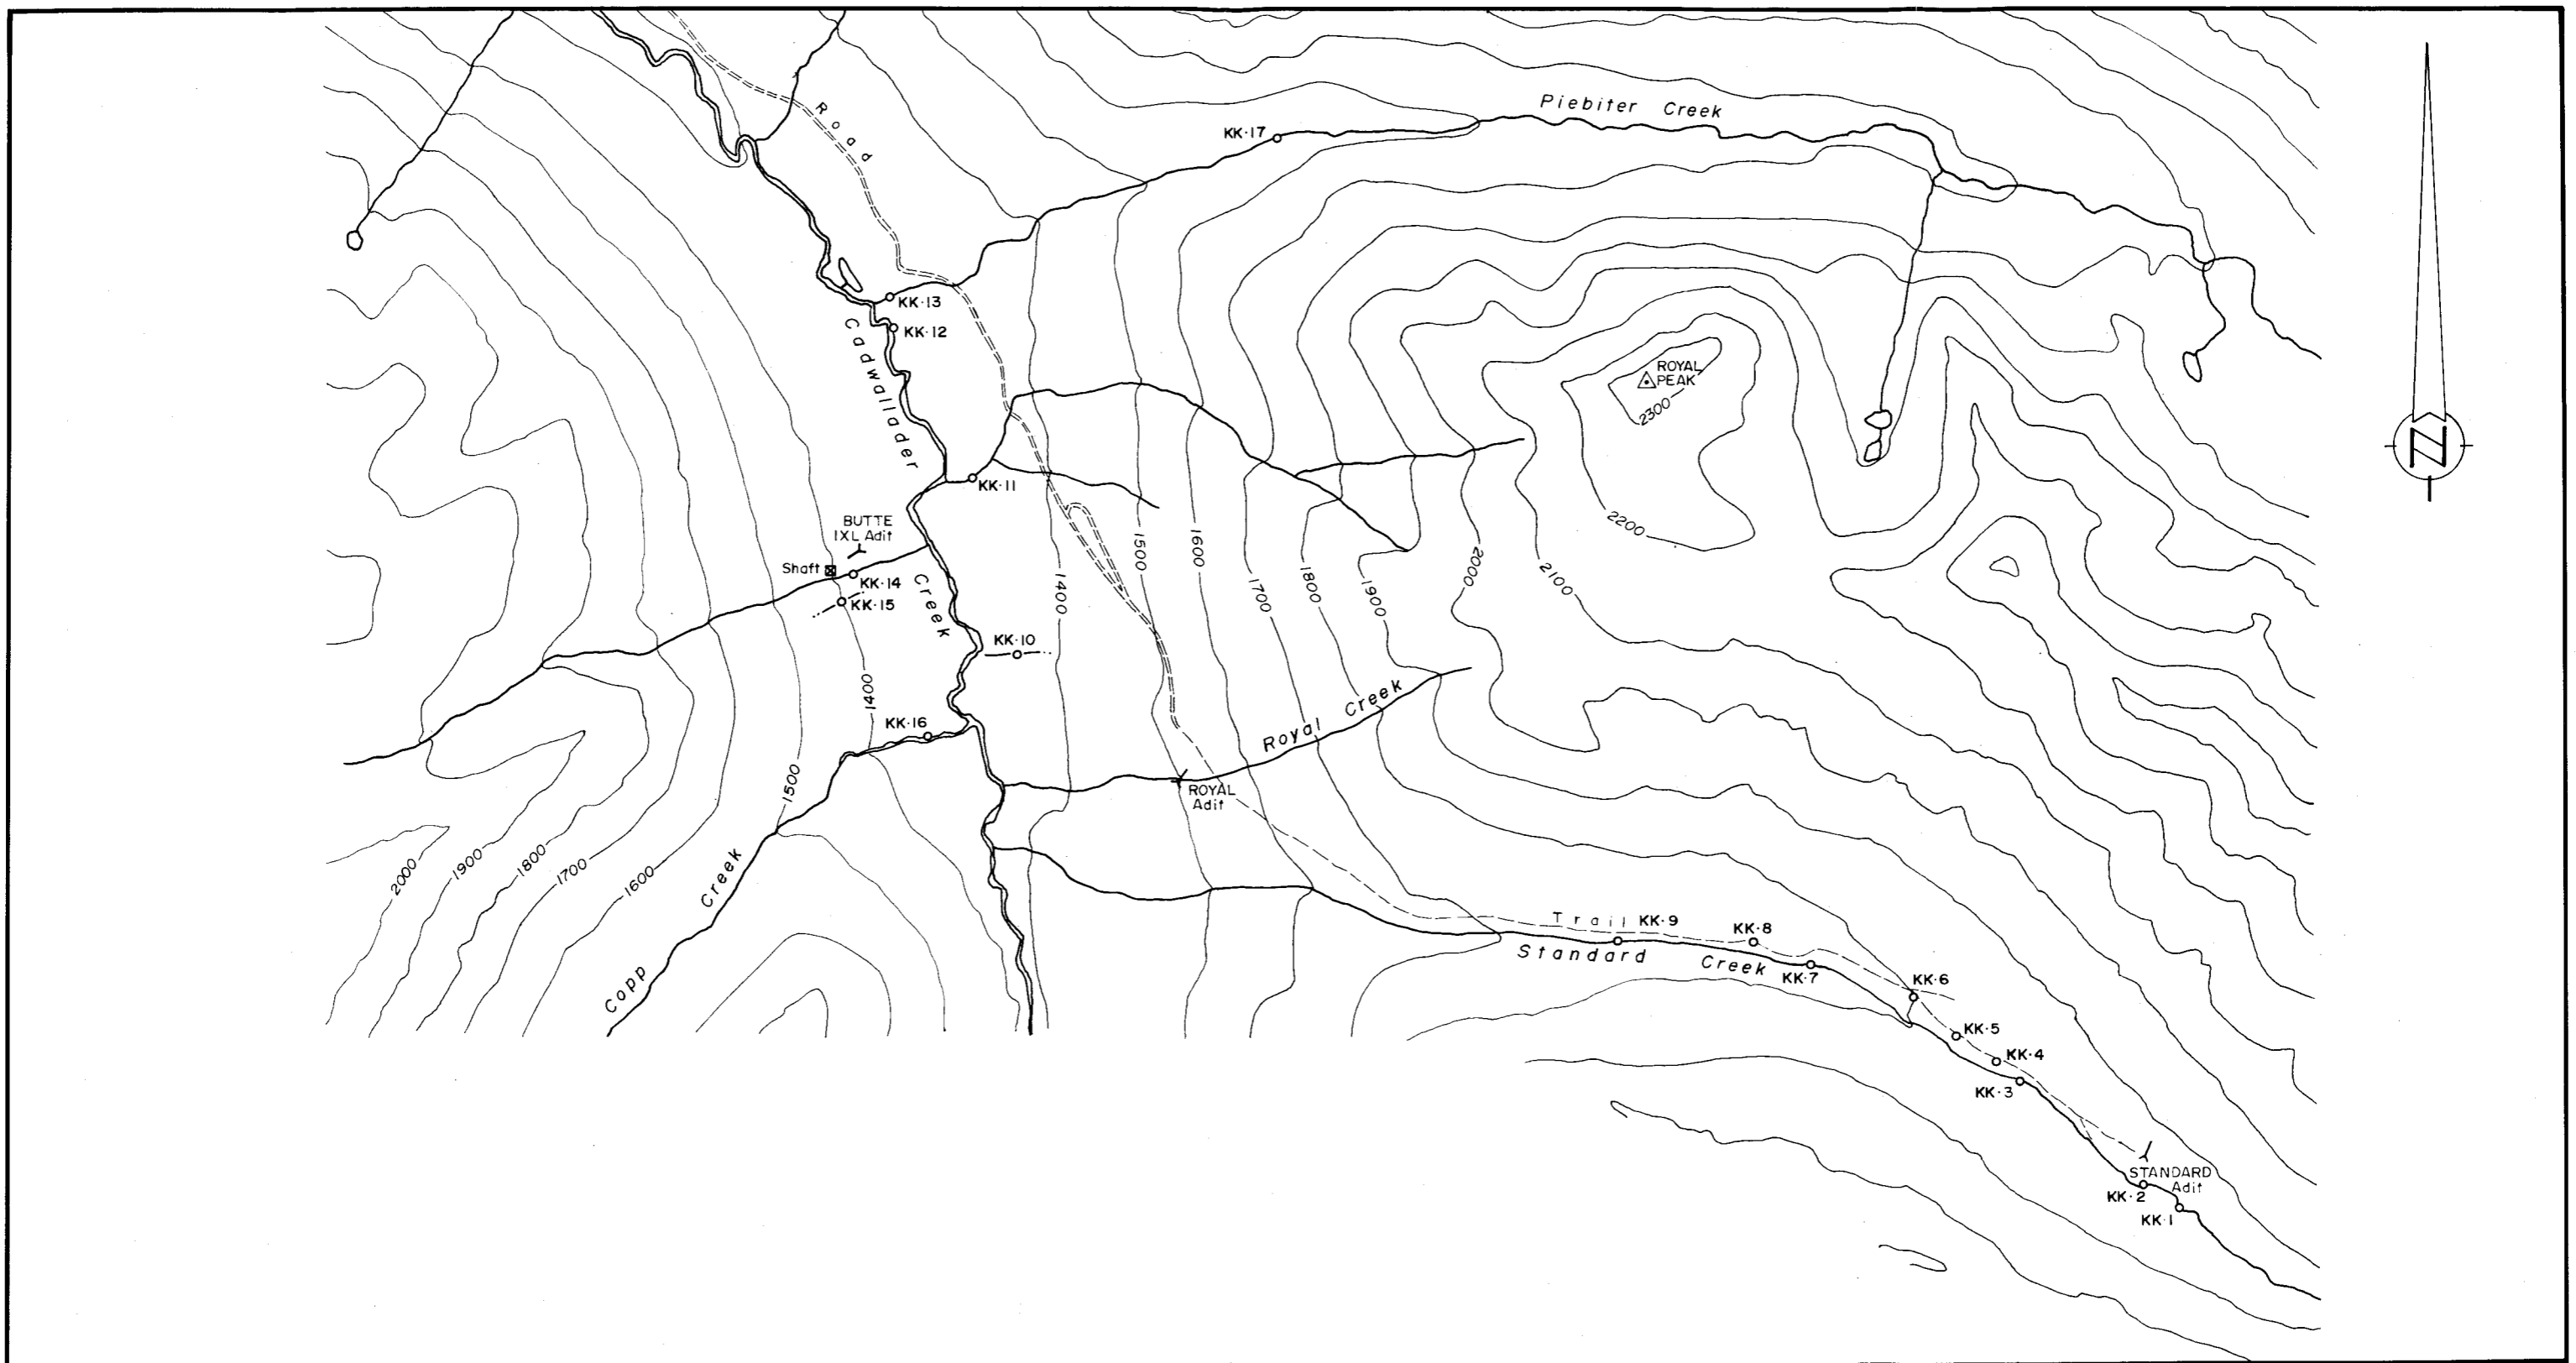 Piebiter Creek
Road
KK·17
KK·13
KK·12
Cadwallader
Creek
ROYAL
PEAK
2300
KK·11
2200
BUTTE
IXL Adit
Shaft
KK·14
KK·15
1400
1500
1600
1700
1800
1900
2000
2100
KK·10
1400
KK·16
Royal Creek
ROYAL
Adit
1500
1600
1700
1800
1900
2000
Copp Creek
Trail
KK·9
KK·8
Standard Creek
KK·7
KK·6
KK·5
KK·4
KK·3
STANDARD
Adit
KK·2
KK·1
N